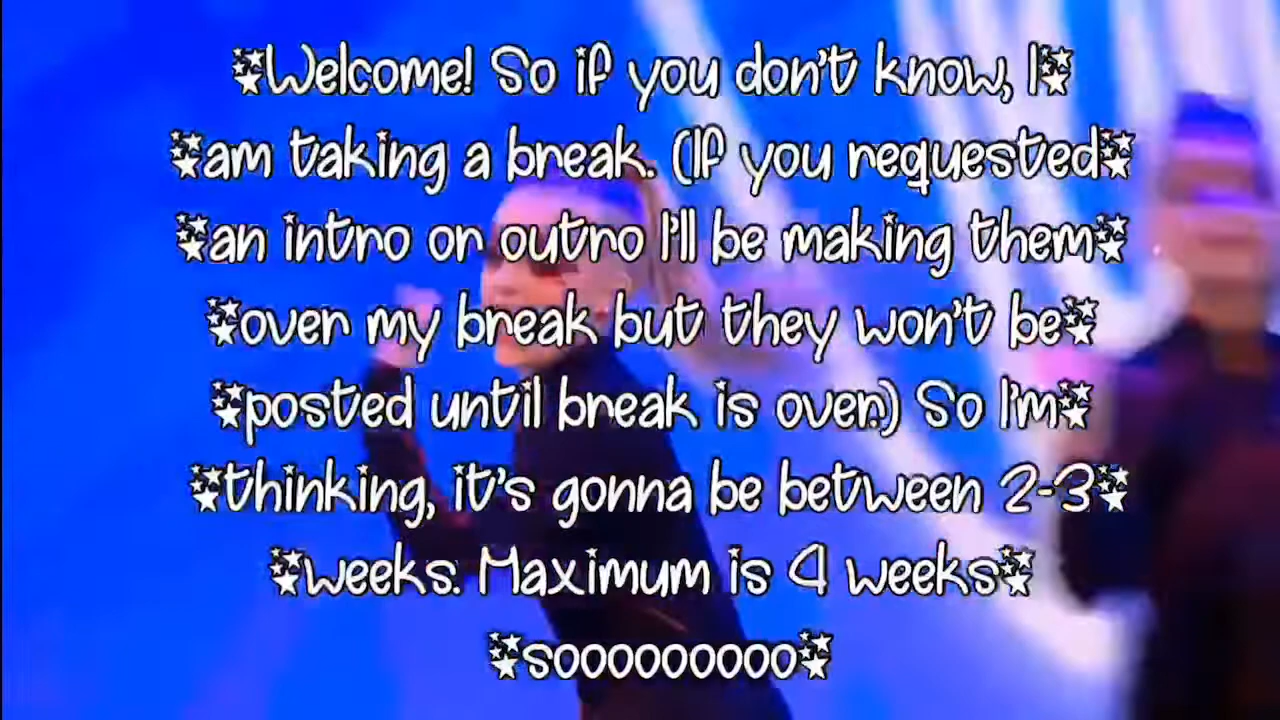 Welcome! So if you don't know, I
am taking a break. (If you requested
an intro or outro I'll be making them
over my break but they won't be
posted until break is over.) So I'm
thinking, it's gonna be between 2-3
weeks. Maximum is 4 weeks
sooooooooo